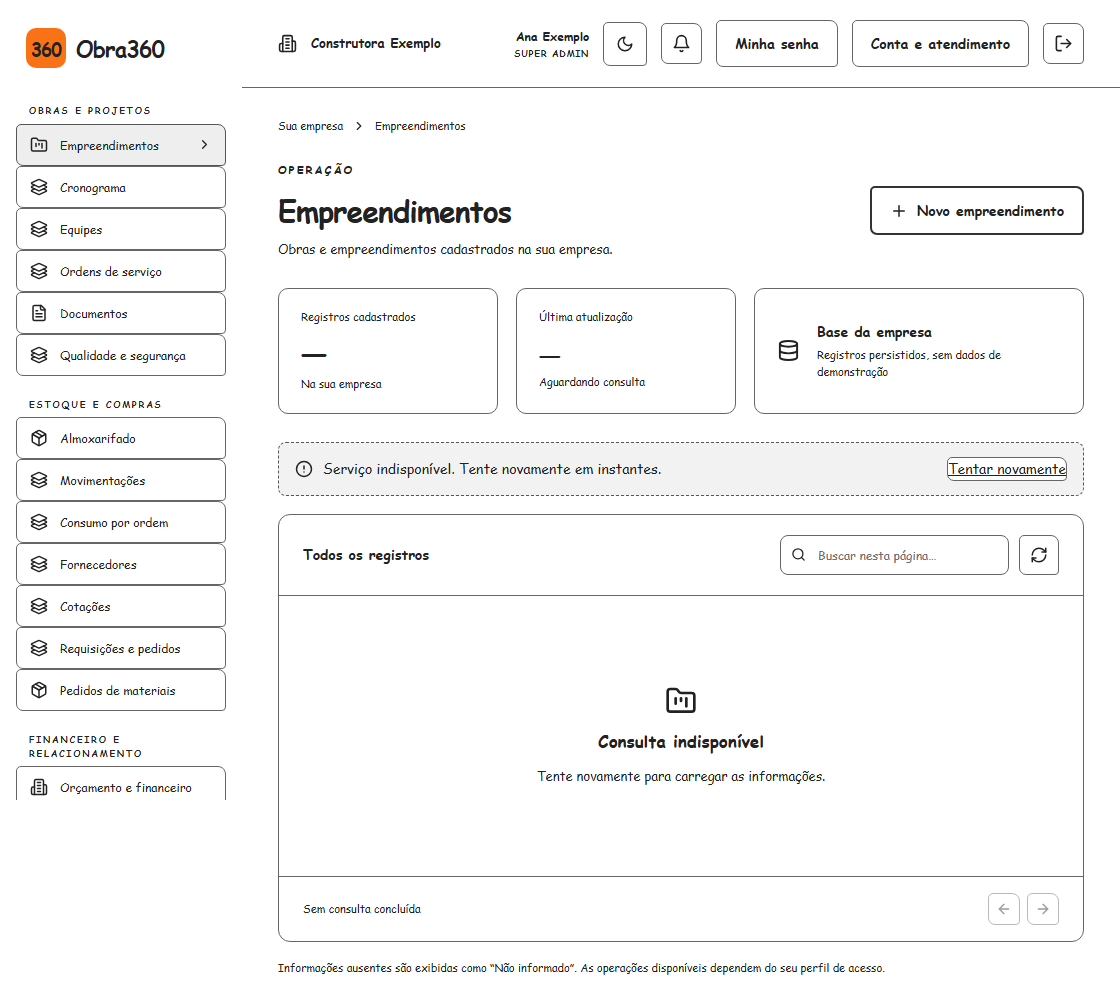 360 Obra360
OBRAS E PROJETOS
Empreendimentos
Cronograma
Equipes
Ordens de serviço
Documentos
Qualidade e segurança
ESTOQUE E COMPRAS
Almoxarifado
Movimentações
Consumo por ordem
Fornecedores
Cotações
Requisições e pedidos
Pedidos de materiais
FINANCEIRO E
RELACIONAMENTO
Orçamento e financeiro
Construtora Exemplo
Ana Exemplo
SUPER ADMIN
Minha senha
Conta e atendimento
Sua empresa
Empreendimentos
OPERAÇÃO
Empreendimentos
Obras e empreendimentos cadastrados na sua empresa.
Novo empreendimento
Registros cadastrados
—
Na sua empresa
Última atualização
—
Aguardando consulta
Base da empresa
Registros persistidos, sem dados de
demonstração
Serviço indisponível. Tente novamente em instantes.
Tentar novamente
Todos os registros
Buscar nesta página...
Consulta indisponível
Tente novamente para carregar as informações.
Sem consulta concluída
Informações ausentes são exibidas como “Não informado”. As operações disponíveis dependem do seu perfil de acesso.